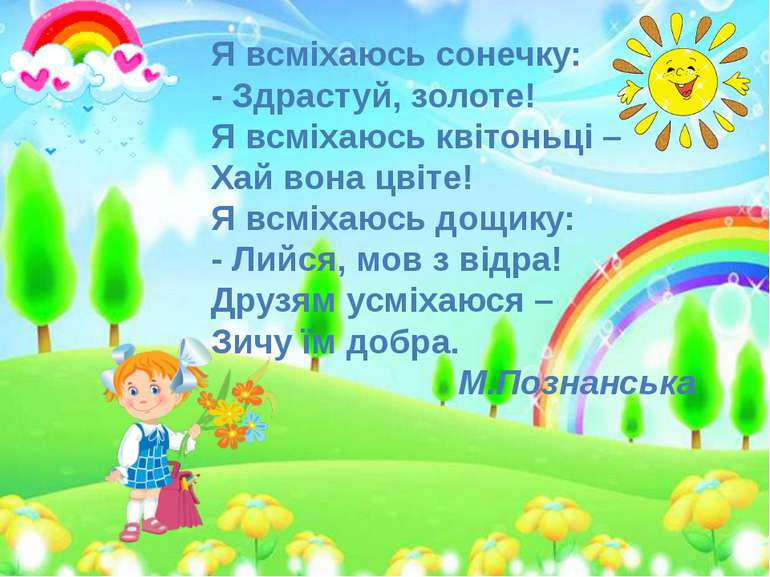 Я всміхаюсь сонечку:
- Здрастуй, золоте!
Я всміхаюсь квітоньці –
Хай вона цвіте!
Я всміхаюсь дощику:
- Лийся, мов з відра!
Друзям усміхаюся –
Зичу їм добра.
М.Познанська